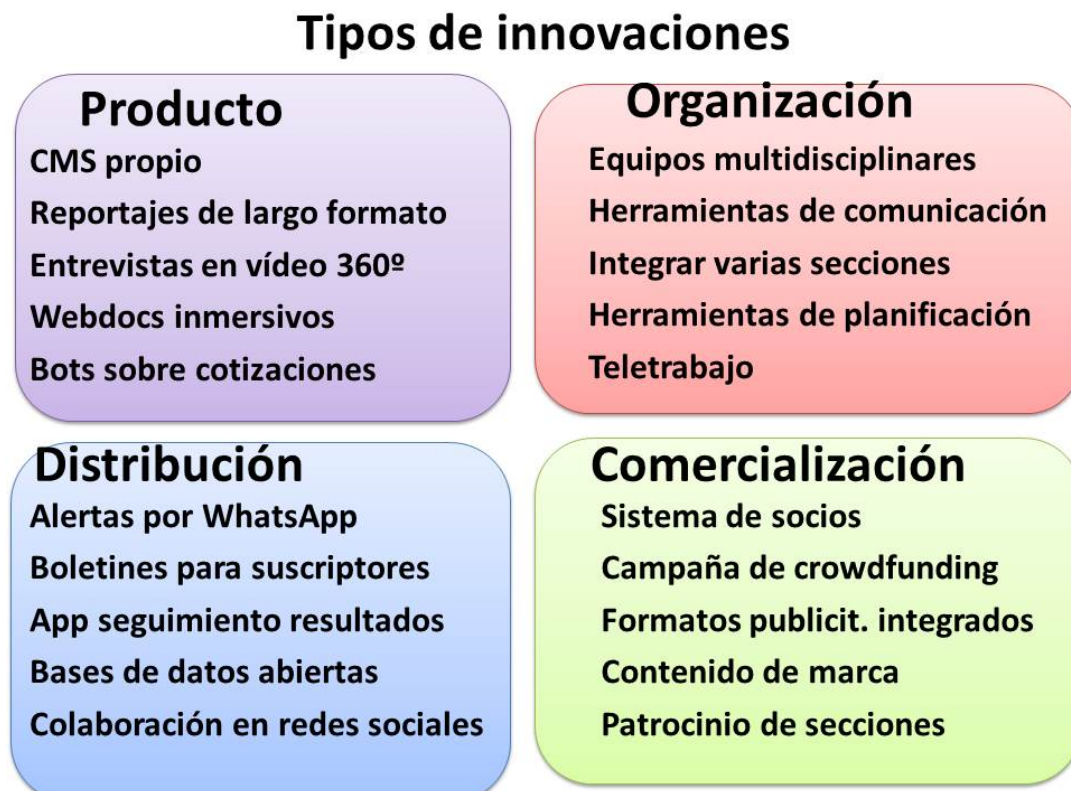 Tipos de innovaciones
Producto
CMS propio
Reportajes de largo formato
Entrevistas en vídeo 360º
Webdocs inmersivos
Bots sobre cotizaciones
Organización
Equipos multidisciplinares
Herramientas de comunicación
Integrar varias secciones
Herramientas de planificación
Teletrabajo
Distribución
Alertas por WhatsApp
Boletines para suscriptores
App seguimiento resultados
Bases de datos abiertas
Colaboración en redes sociales
Comercialización
Sistema de socios
Campaña de crowdfunding
Formatos publicit. integrados
Contenido de marca
Patrocinio de secciones